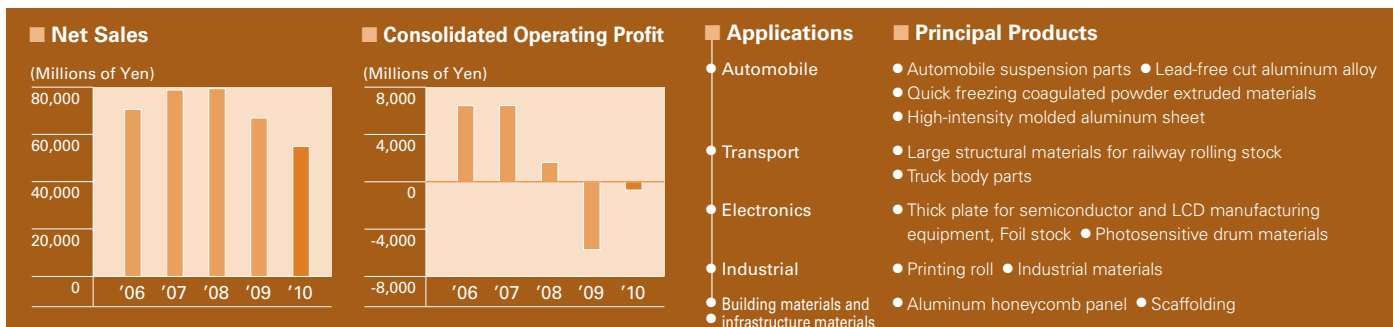 Net Sales
(Millions of Yen)
80,000
60,000
40,000
20,000
0
'06 '07 '08 '09 '10
Consolidated Operating Profit
(Millions of Yen)
8,000
4,000
0
-4,000
-8,000
'06 '07 '08 '09 '10
Applications
Principal Products
Automobile
● Automobile suspension parts ● Lead-free cut aluminum alloy
● Quick freezing coagulated powder extruded materials
● High-intensity molded aluminum sheet
Transport
● Large structural materials for railway rolling stock
● Truck body parts
Electronics
● Thick plate for semiconductor and LCD manufacturing
equipment, Foil stock ● Photosensitive drum materials
Industrial
● Printing roll ● Industrial materials
Building materials and
infrastructure materials
● Aluminum honeycomb panel ● Scaffolding